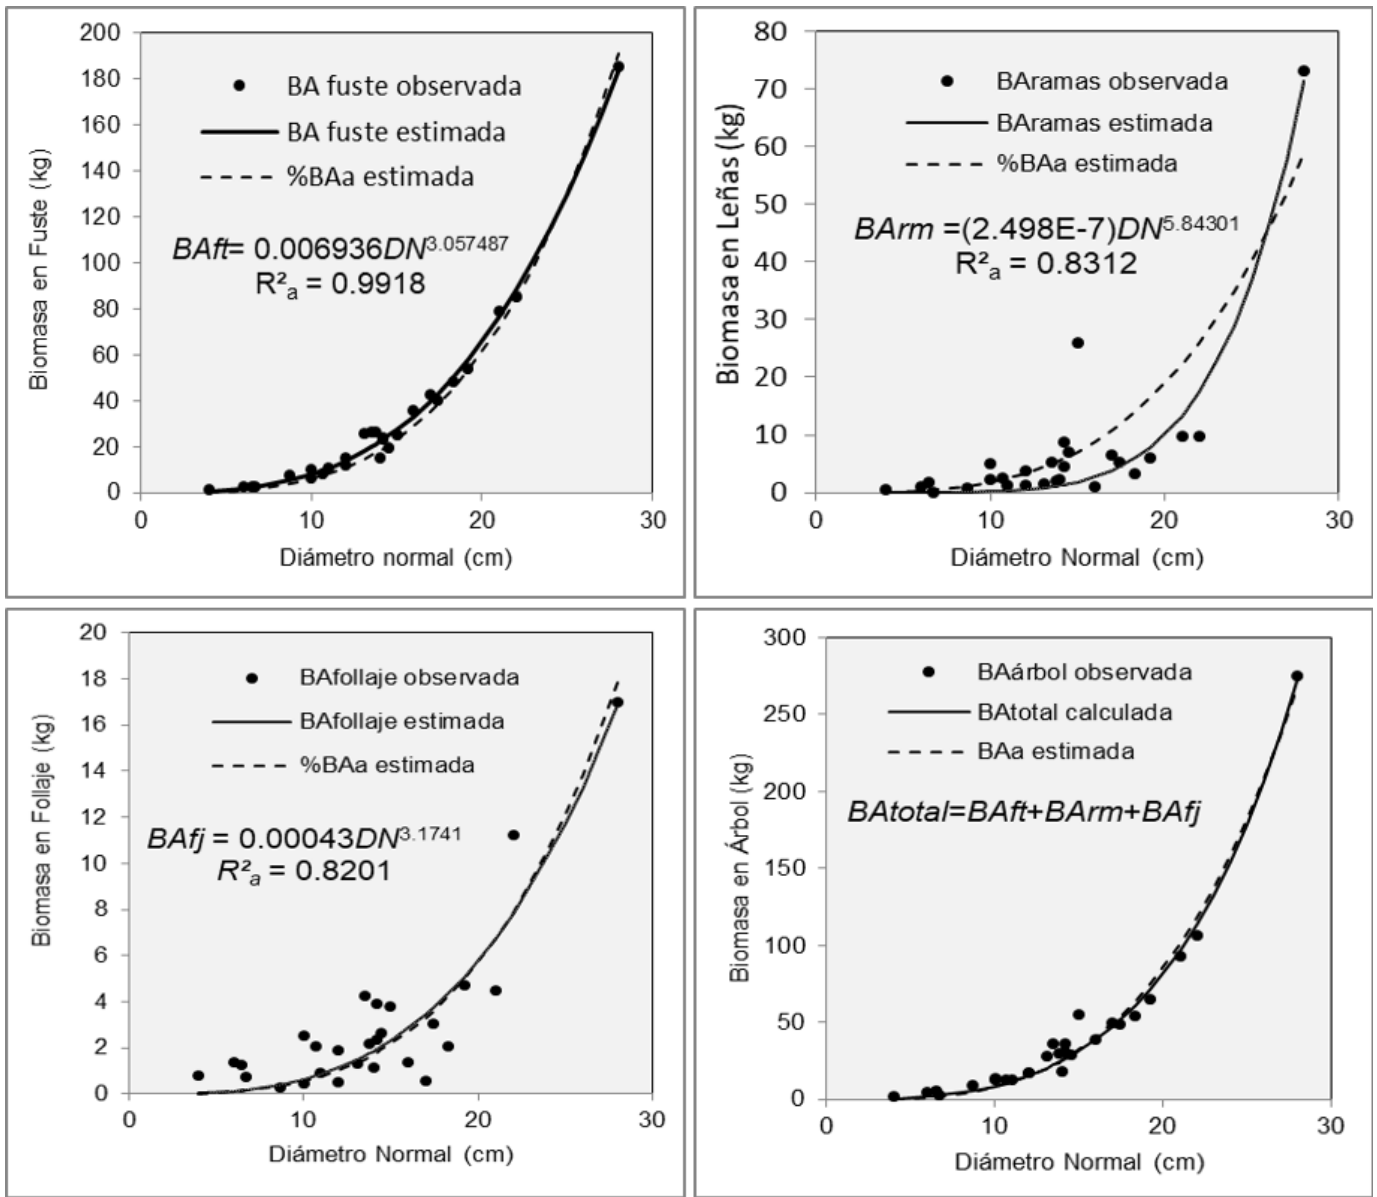 200
180
160
140
120
100
80
60
40
20
0
0 10 20 30
Biomasa en Fuste (kg)
Diámetro normal (cm)
BA fuste observada
BA fuste estimada
%BAa estimada
BAft= 0.006936DN^3.057487
R²a = 0.9918
80
70
60
50
40
30
20
10
0
0 10 20 30
Biomasa en Leñas (kg)
Diámetro Normal (cm)
BAramas observada
BAramas estimada
%BAa estimada
BArm =(2.498E-7)DN^5.84301
R²a = 0.8312
20
18
16
14
12
10
8
6
4
2
0
0 10 20 30
Biomasa en Follaje (kg)
Diámetro Normal (cm)
BAfollaje observada
BAfollaje estimada
%BAa estimada
BAfj = 0.00043DN^3.1741
R²a = 0.8201
300
250
200
150
100
50
0
0 10 20 30
Biomasa en Árbol (kg)
Diámetro Normal (cm)
BAárbol observada
BAtotal calculada
BAa estimada
BAtotal=BAft+BArm+BAfj